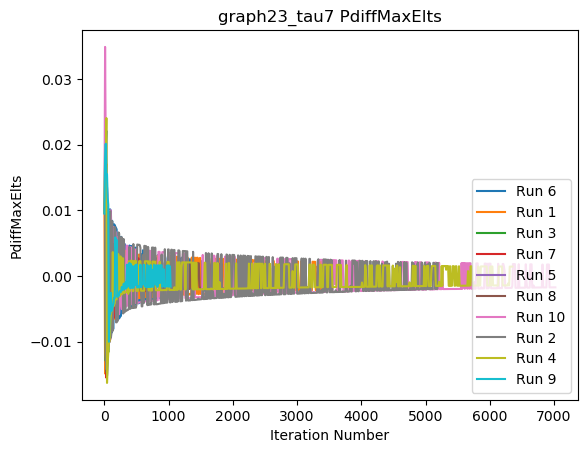 graph23_tau7 PdiffMaxElts
PdiffMaxElts
0.03
0.02
0.01
0.00
−0.01
0
1000
2000
3000
4000
5000
6000
7000
Iteration Number
Run 6
Run 1
Run 3
Run 7
Run 5
Run 8
Run 10
Run 2
Run 4
Run 9